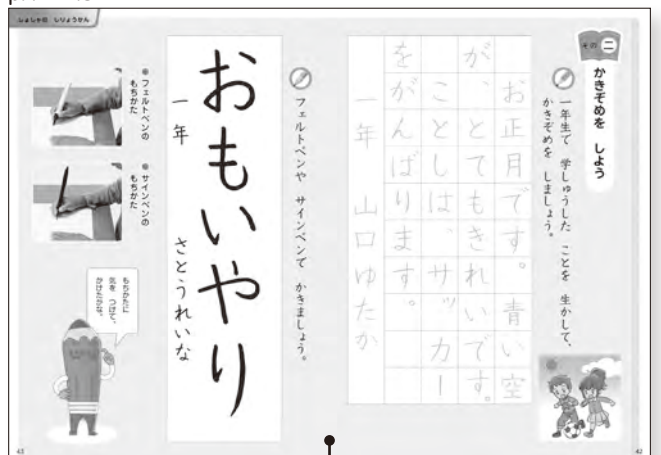 しょしゃの しりょうかん
その 二
かきぞめを しよう
一年生で 学しゅうした ことを 生かして、
かきぞめを しましょう。
お正月です。青い空
が、とてもきれいです。
ことしは、サッカー
をがんばります。
一年 山口ゆたか
42
フェルトペンや サインペンで かきましょう。
おもいやり
一年 さとうれいな
● フェルトペンの
もちかた
● サインペンの
もちかた
もちかたに
気を つけて、
かけたかな。
43